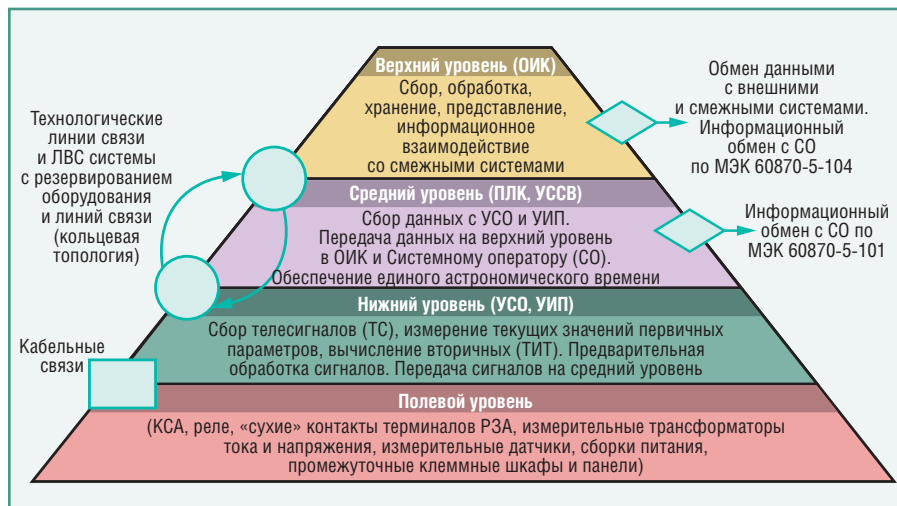 Верхний уровень (ОИК)
Сбор, обработка,
хранение, представление,
информационное
взаимодействие
со смежными системами
Обмен данными
с внешними
и смежными системами.
Информационный
обмен с СО
по МЭК 60870-5-104
Технологические
линии связи
и ЛВС системы
с резервированием
оборудования
и линий связи
(кольцевая
топология)
Средний уровень (ПЛК, УССВ)
Сбор данных с УСО и УИП.
Передача данных на верхний уровень
в ОИК и Системному оператору (СО).
Обеспечение единого астрономического времени
Информационный
обмен с СО по
МЭК 60870-5-101
Нижний уровень (УСО, УИП)
Сбор телесигналов (ТС), измерение текущих значений первичных
параметров, вычисление вторичных (ТИТ). Предварительная
обработка сигналов. Передача сигналов на средний уровень
Кабельные
связи
Полевой уровень
(КСА, реле, «сухие» контакты терминалов РЗА, измерительные трансформаторы
тока и напряжения, измерительные датчики, сборки питания,
промежуточные клеммные шкафы и панели)